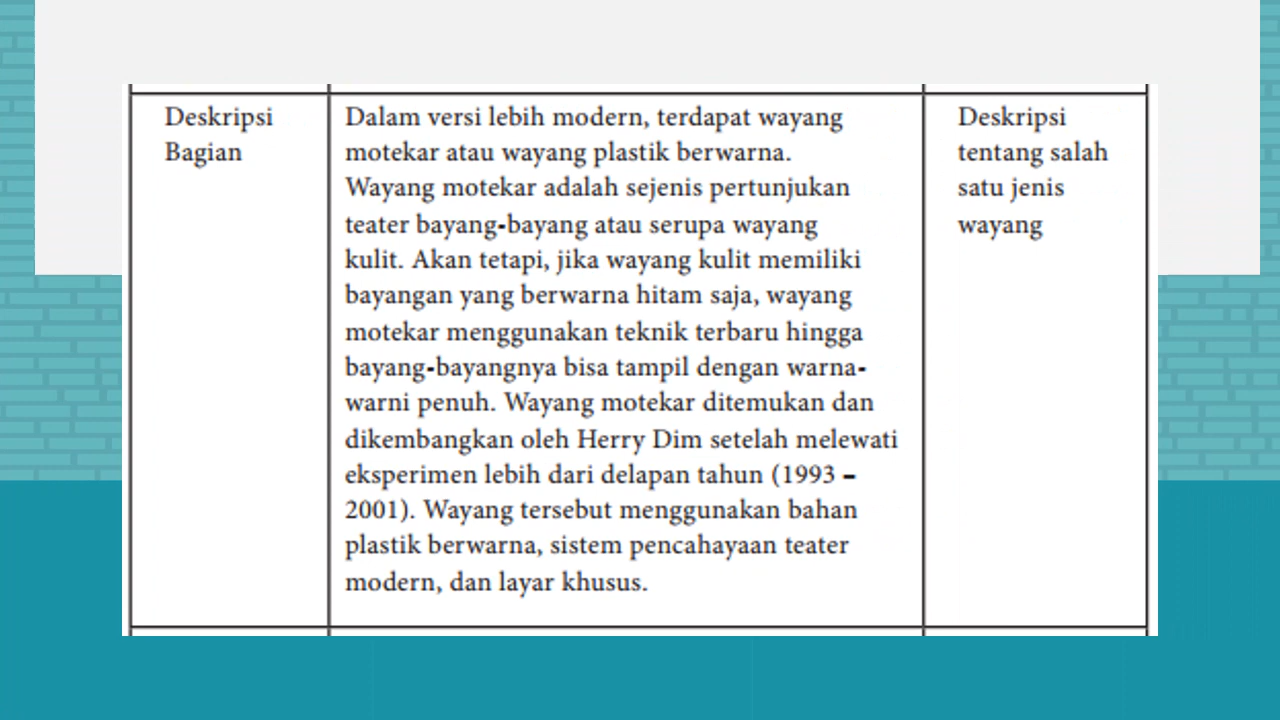 Deskripsi
Bagian
Dalam versi lebih modern, terdapat wayang
motekar atau wayang plastik berwarna.
Wayang motekar adalah sejenis pertunjukan
teater bayang-bayang atau serupa wayang
kulit. Akan tetapi, jika wayang kulit memiliki
bayangan yang berwarna hitam saja, wayang
motekar menggunakan teknik terbaru hingga
bayang-bayangnya bisa tampil dengan warna-
warni penuh. Wayang motekar ditemukan dan
dikembangkan oleh Herry Dim setelah melewati
eksperimen lebih dari delapan tahun (1993 –
2001). Wayang tersebut menggunakan bahan
plastik berwarna, sistem pencahayaan teater
modern, dan layar khusus.
Deskripsi
tentang salah
satu jenis
wayang